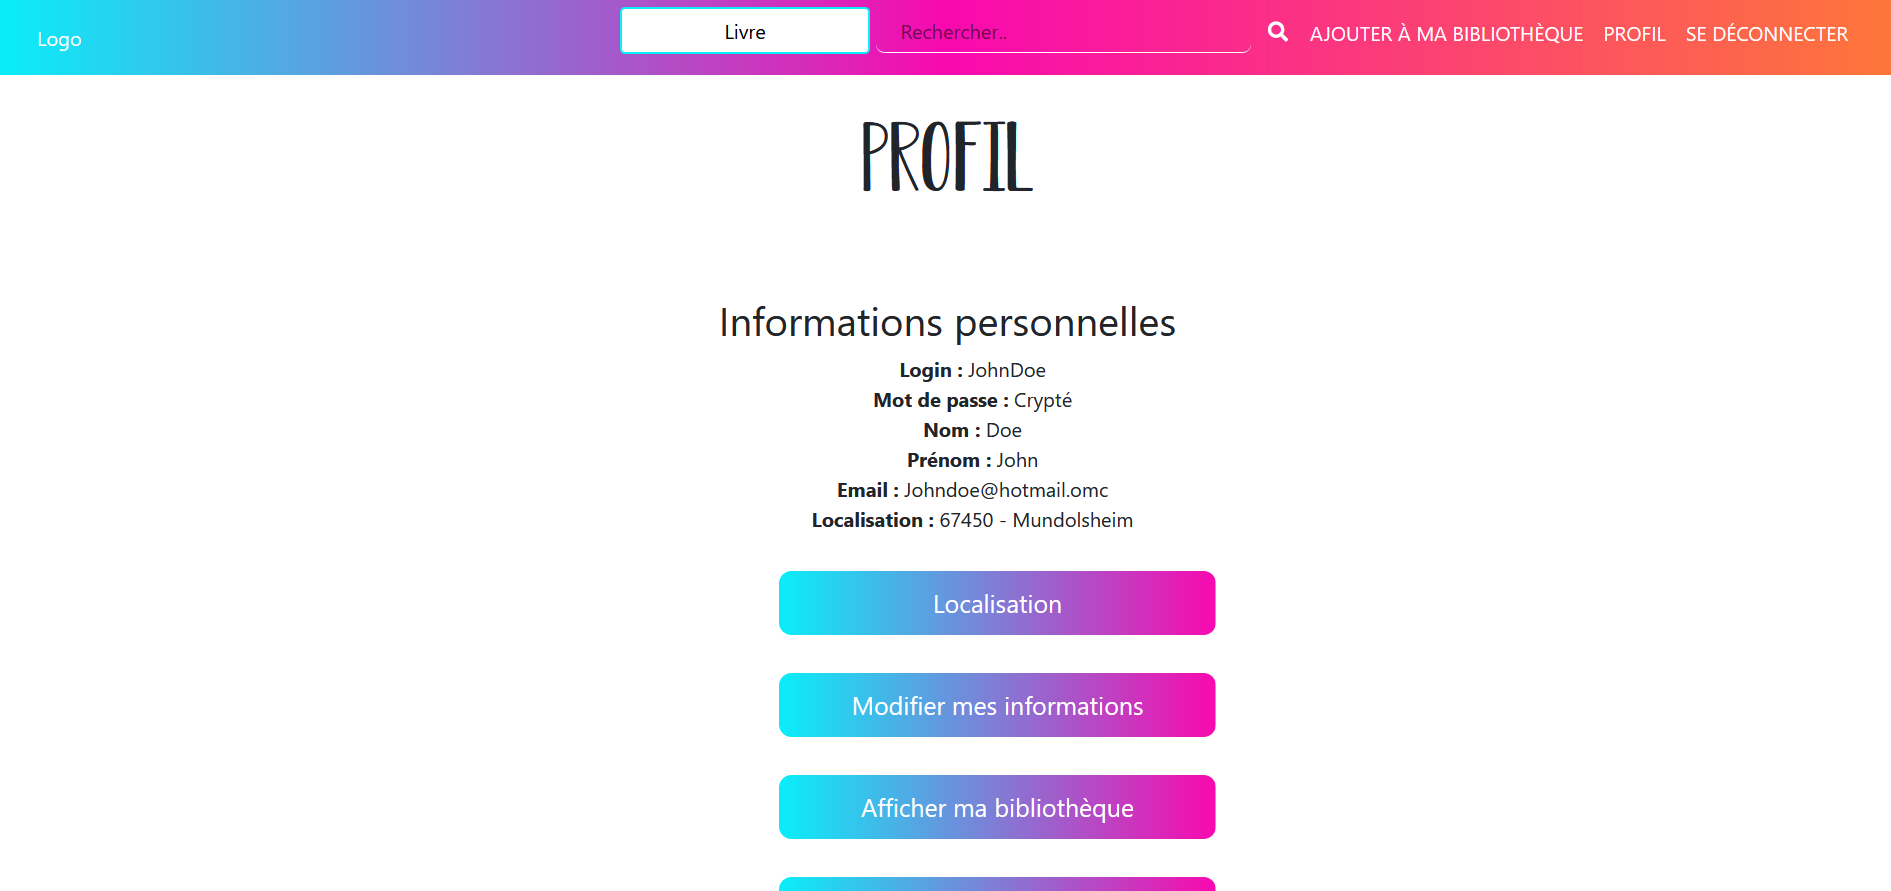 Logo
Livre
Rechercher..
AJOUTER À MA BIBLIOTHÈQUE
PROFIL
SE DÉCONNECTER
PROFIL
Informations personnelles
Login : JohnDoe
Mot de passe : Crypté
Nom : Doe
Prénom : John
Email : Johndoe@hotmail.omc
Localisation : 67450 - Mundolsheim
Localisation
Modifier mes informations
Afficher ma bibliothèque